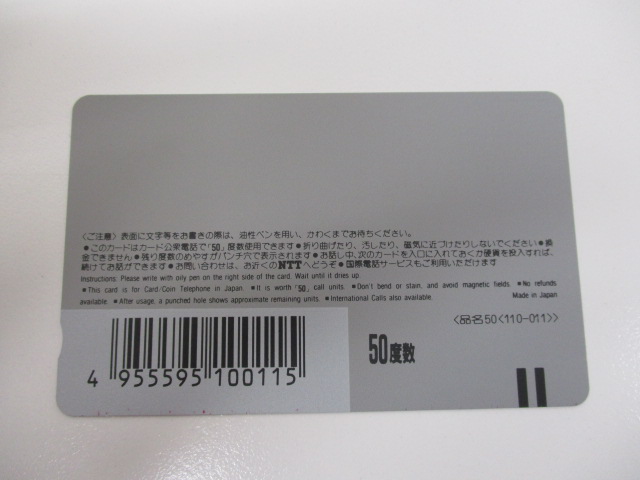 〈ご注意〉表面に文字等をお書きの際は、油性ペンを用い、かわくまでお待ちください。
●このカードはカード公衆電話で「50」度数使用できます●折り曲げたり、汚したり、磁気に近づけたりしないでください●換
金できません●残り度数のめやすがパンチ穴で表示されます●お話し中、次のカードを入口に入れておくか硬貨を投入すれば、
続けてお話ができます●お問い合わせは、お近くのNTTへどうぞ●国際電話サービスもご利用いただけます
Instructions: Please write with oily pen on the right side of the card. Wait until it dries up
●This card is for Card/Coin Telephone in Japan. ●It is worth「50」call units. ●Don't bend or stain, and avoid magnetic fields. ●No refunds
available. ●After usage, a punched hole shows approximate remaining units. ●International Calls also available.
Made in Japan
〈品名50〈110-011〉〉
50度数
4 955595 100115